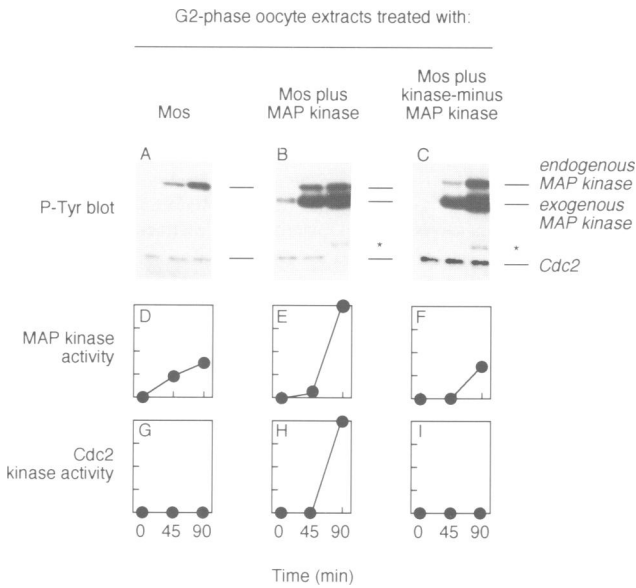 G2-phase oocyte extracts treated with:
Mos
Mos plus
MAP kinase
Mos plus
kinase-minus
MAP kinase
A
B
C
P-Tyr blot
endogenous
MAP kinase
exogenous
MAP kinase
*
*
Cdc2
MAP kinase
activity
D
E
F
Cdc2
kinase activity
G
H
I
0 45 90
0 45 90
0 45 90
Time (min)